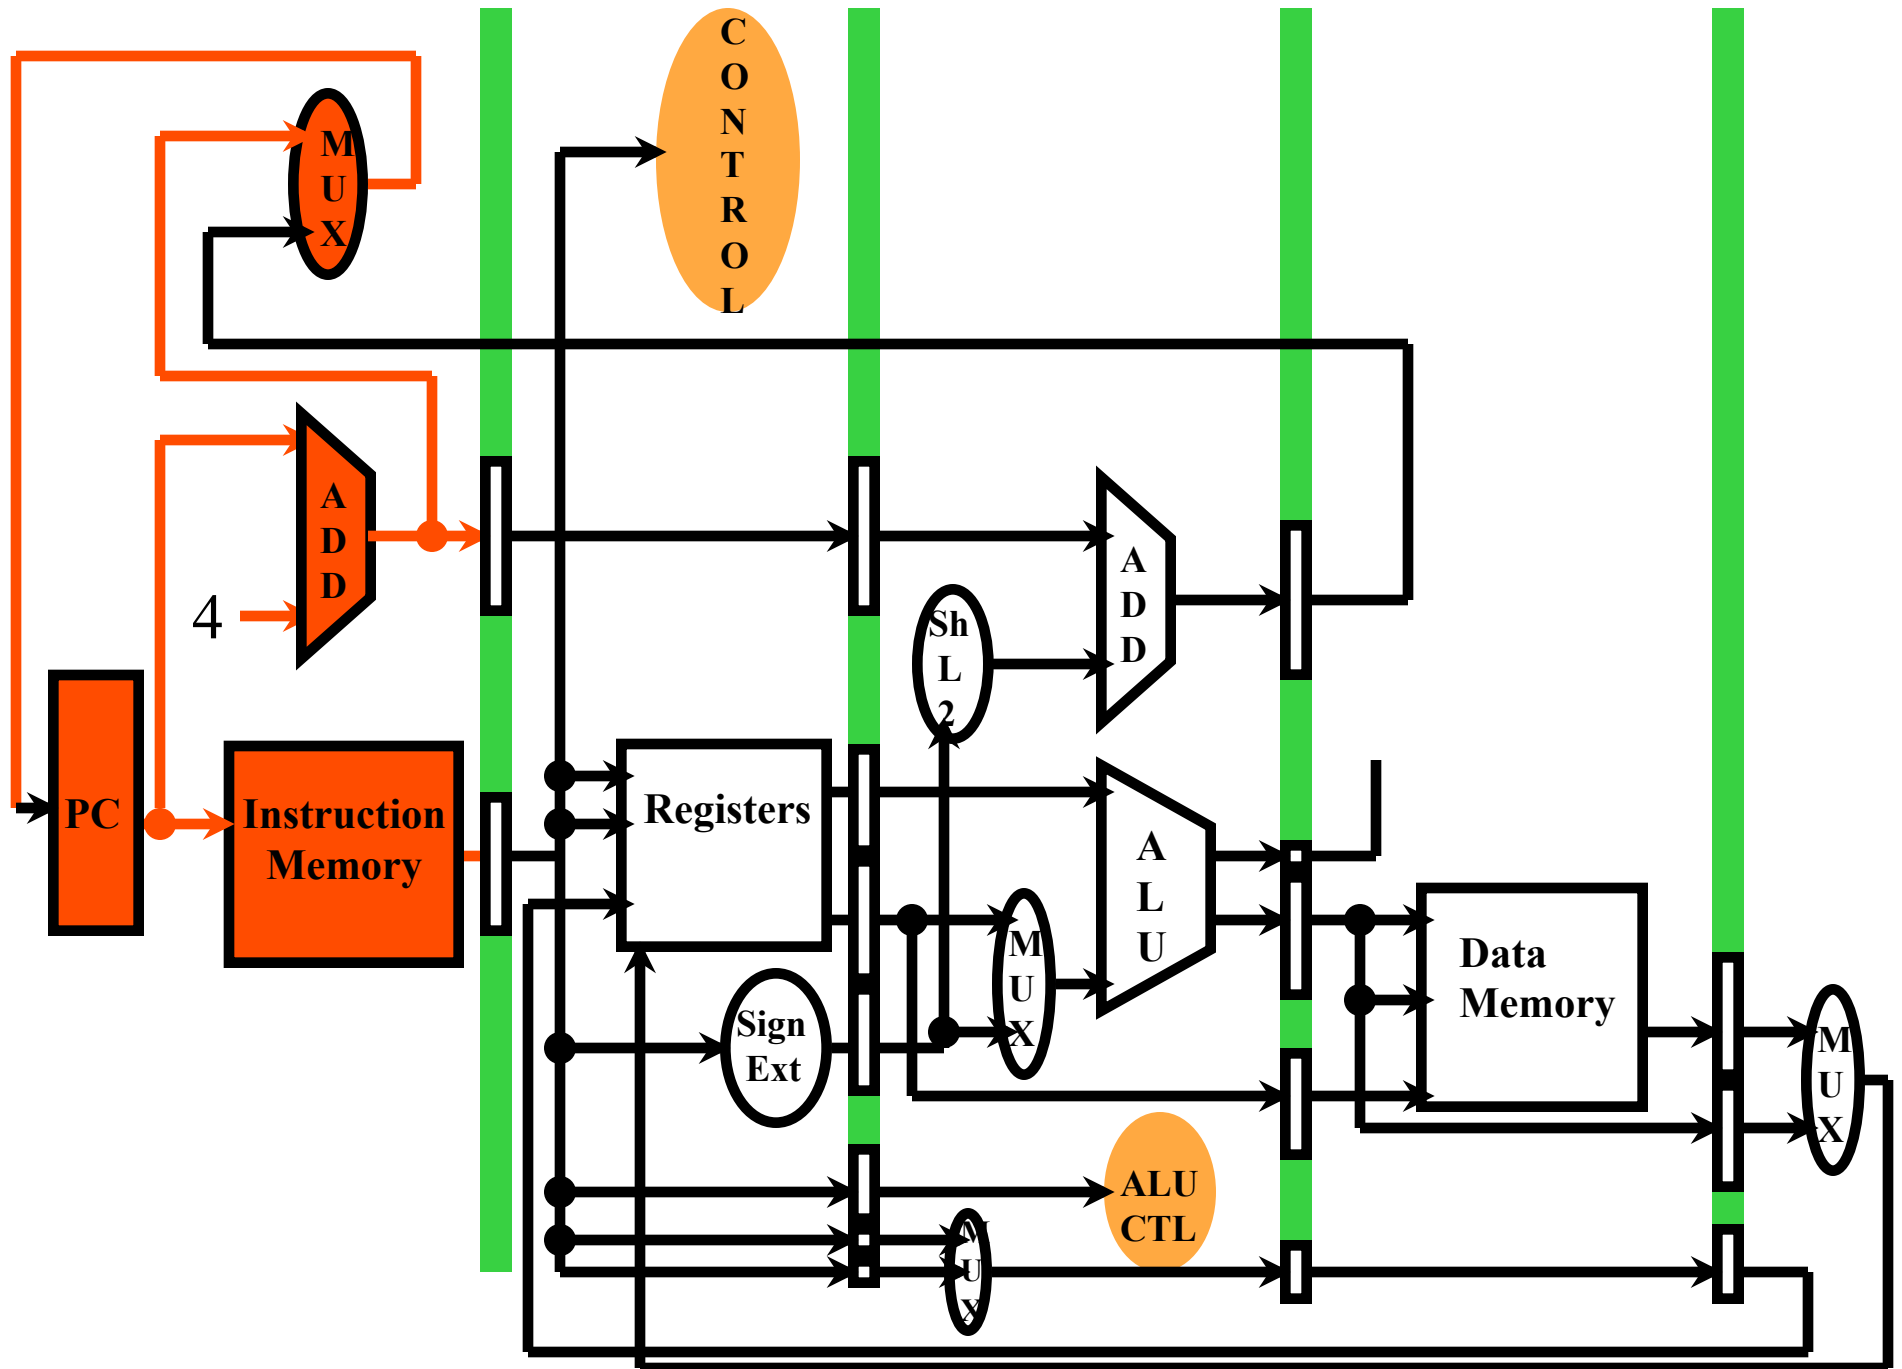 C
O
N
T
R
O
L
M
U
X
A
D
D
4
A
D
D
Sh
L
2
PC
Instruction
Memory
Registers
A
L
U
M
U
X
Data
Memory
Sign
Ext
M
U
X
ALU
CTL
M
U
X